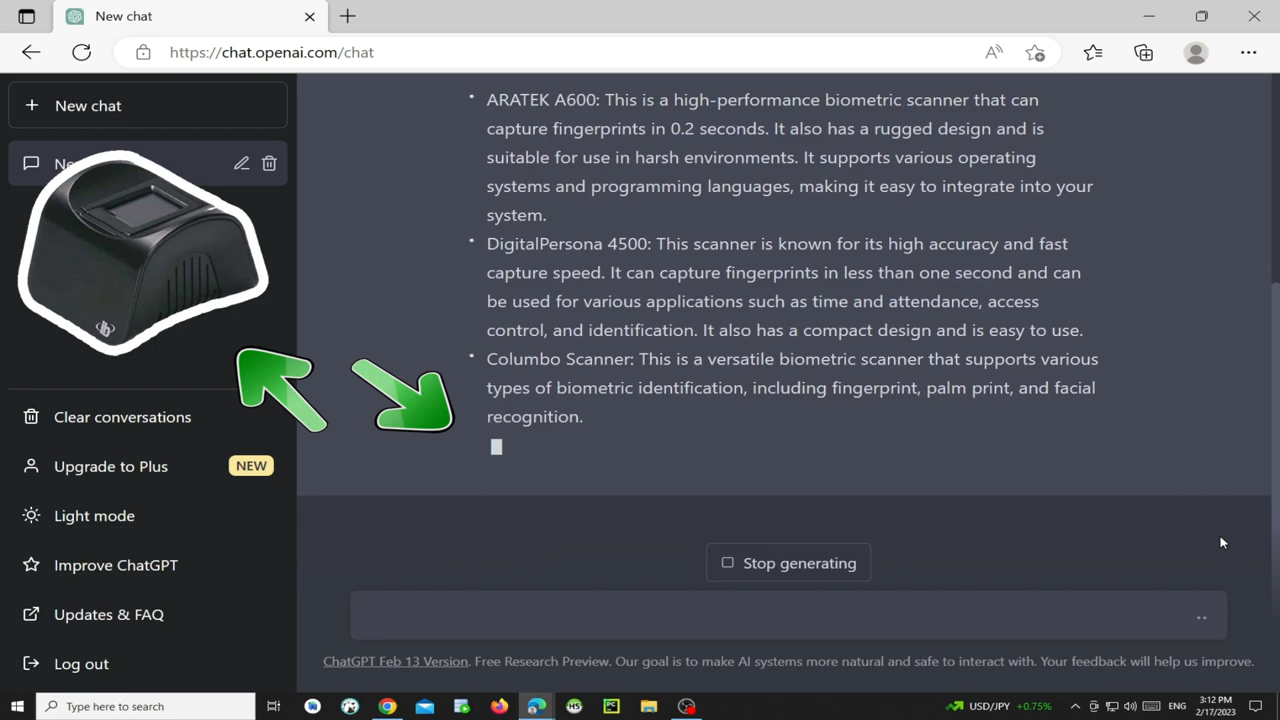 New chat
https://chat.openai.com/chat
New chat
Clear conversations
Upgrade to Plus
NEW
Light mode
Improve ChatGPT
Updates & FAQ
Log out
ARATEK A600: This is a high-performance biometric scanner that can
capture fingerprints in 0.2 seconds. It also has a rugged design and is
suitable for use in harsh environments. It supports various operating
systems and programming languages, making it easy to integrate into your
system.
DigitalPersona 4500: This scanner is known for its high accuracy and fast
capture speed. It can capture fingerprints in less than one second and can
be used for various applications such as time and attendance, access
control, and identification. It also has a compact design and is easy to use.
Columbo Scanner: This is a versatile biometric scanner that supports various
types of biometric identification, including fingerprint, palm print, and facial
recognition.
Stop generating
ChatGPT Feb 13 Version. Free Research Preview. Our goal is to make AI systems more natural and safe to interact with. Your feedback will help us improve.
Type here to search
USD/JPY +0.75%
ENG
3:12 PM
2/17/2023